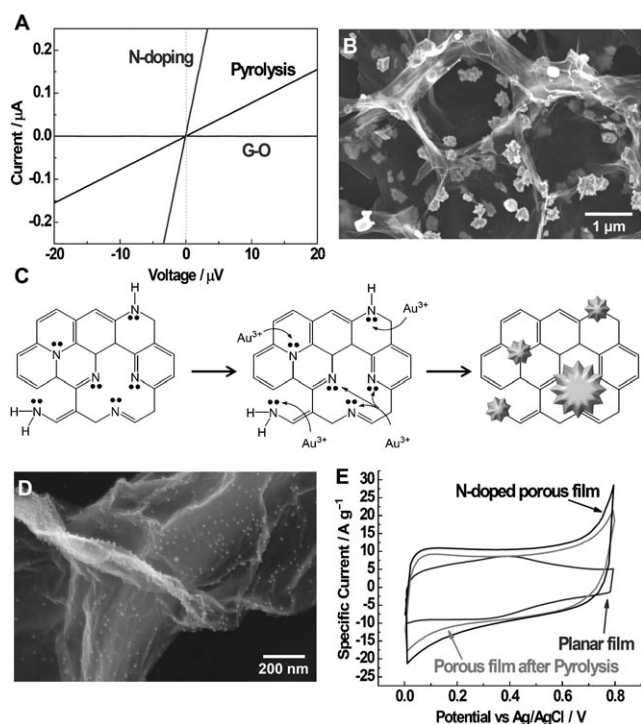 A
0.2
0.1
0.0
-0.1
-0.2
Current / μA
N-doping
Pyrolysis
G-O
-20
-10
0
10
20
Voltage / μV
B
1 μm
C
H
N
N
N
N
N
H
H
Au3+
Au3+
Au3+
Au3+
H
N
N
N
N
N
H
H
D
200 nm
E
30
25
20
15
10
5
0
-5
-10
-15
-20
-25
Specific Current / A g-1
N-doped porous film
Planar film
Porous film after Pyrolysis
0.0
0.2
0.4
0.6
0.8
Potential vs Ag/AgCl / V